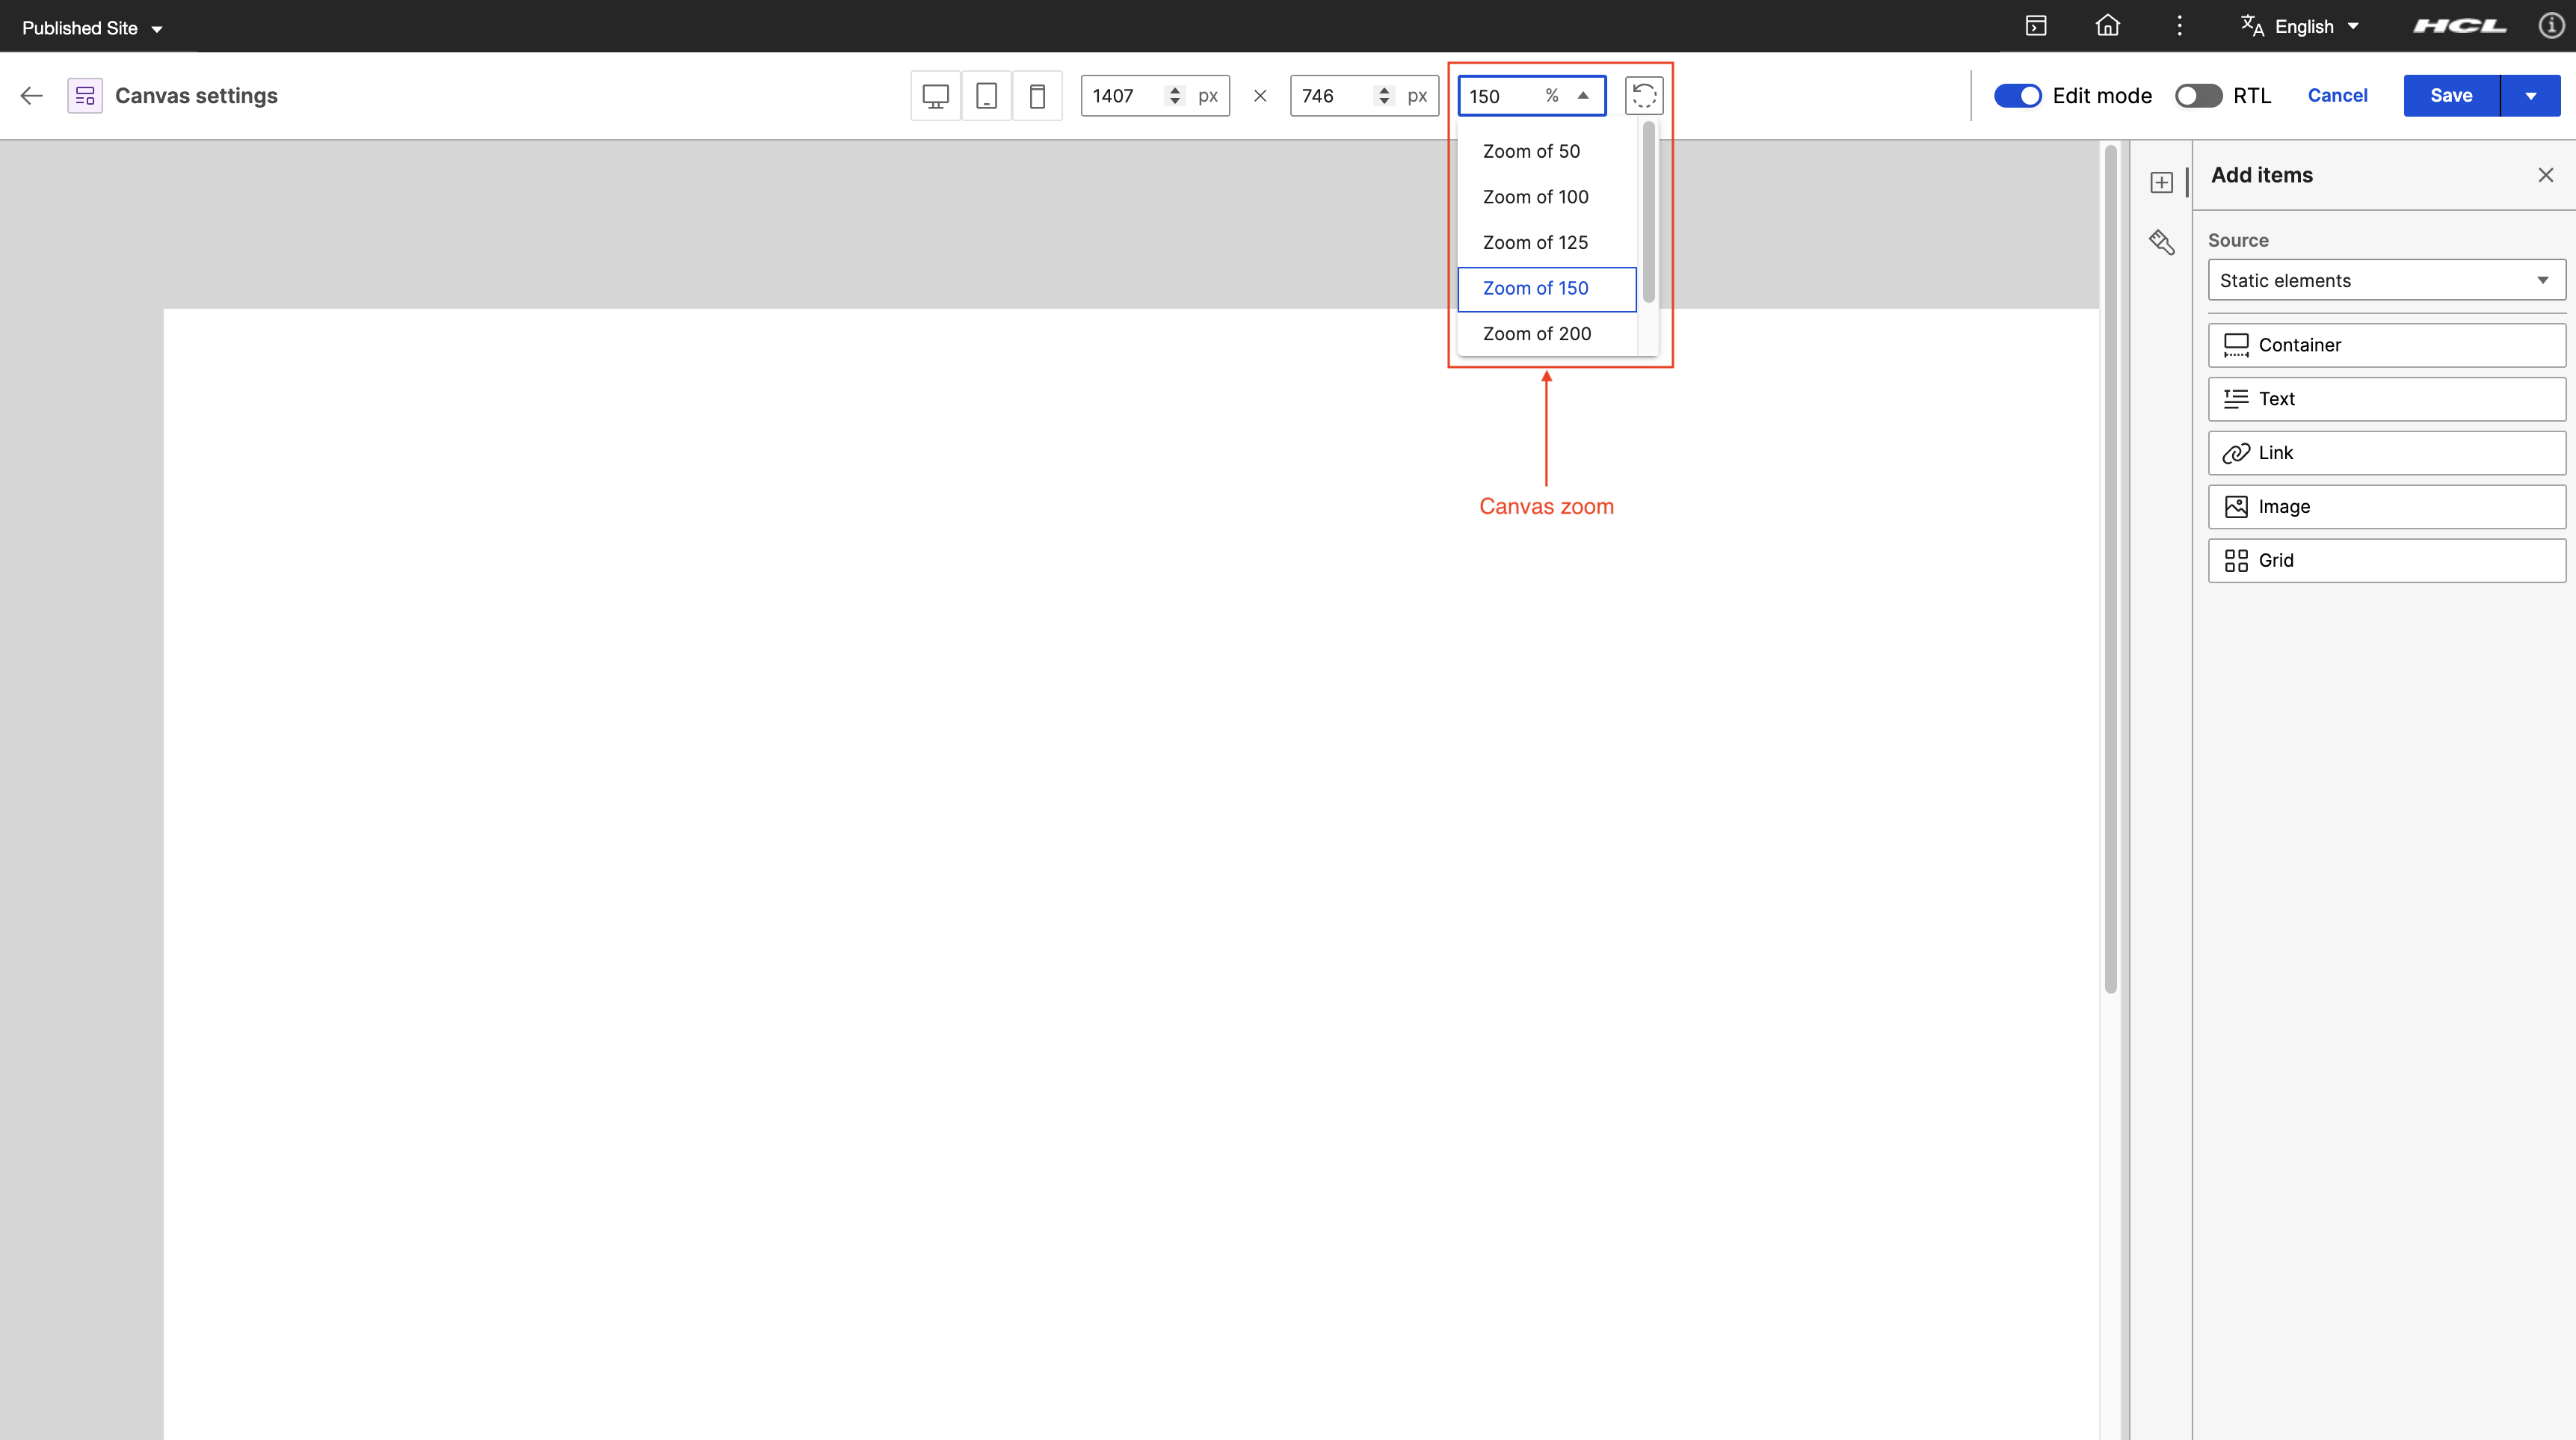 Published Site
English
HCL
Canvas settings
1407 px × 746 px
150 %
Edit mode
RTL
Cancel
Save
Zoom of 50
Zoom of 100
Zoom of 125
Zoom of 150
Zoom of 200
Canvas zoom
Add items
Source
Static elements
Container
Text
Link
Image
Grid